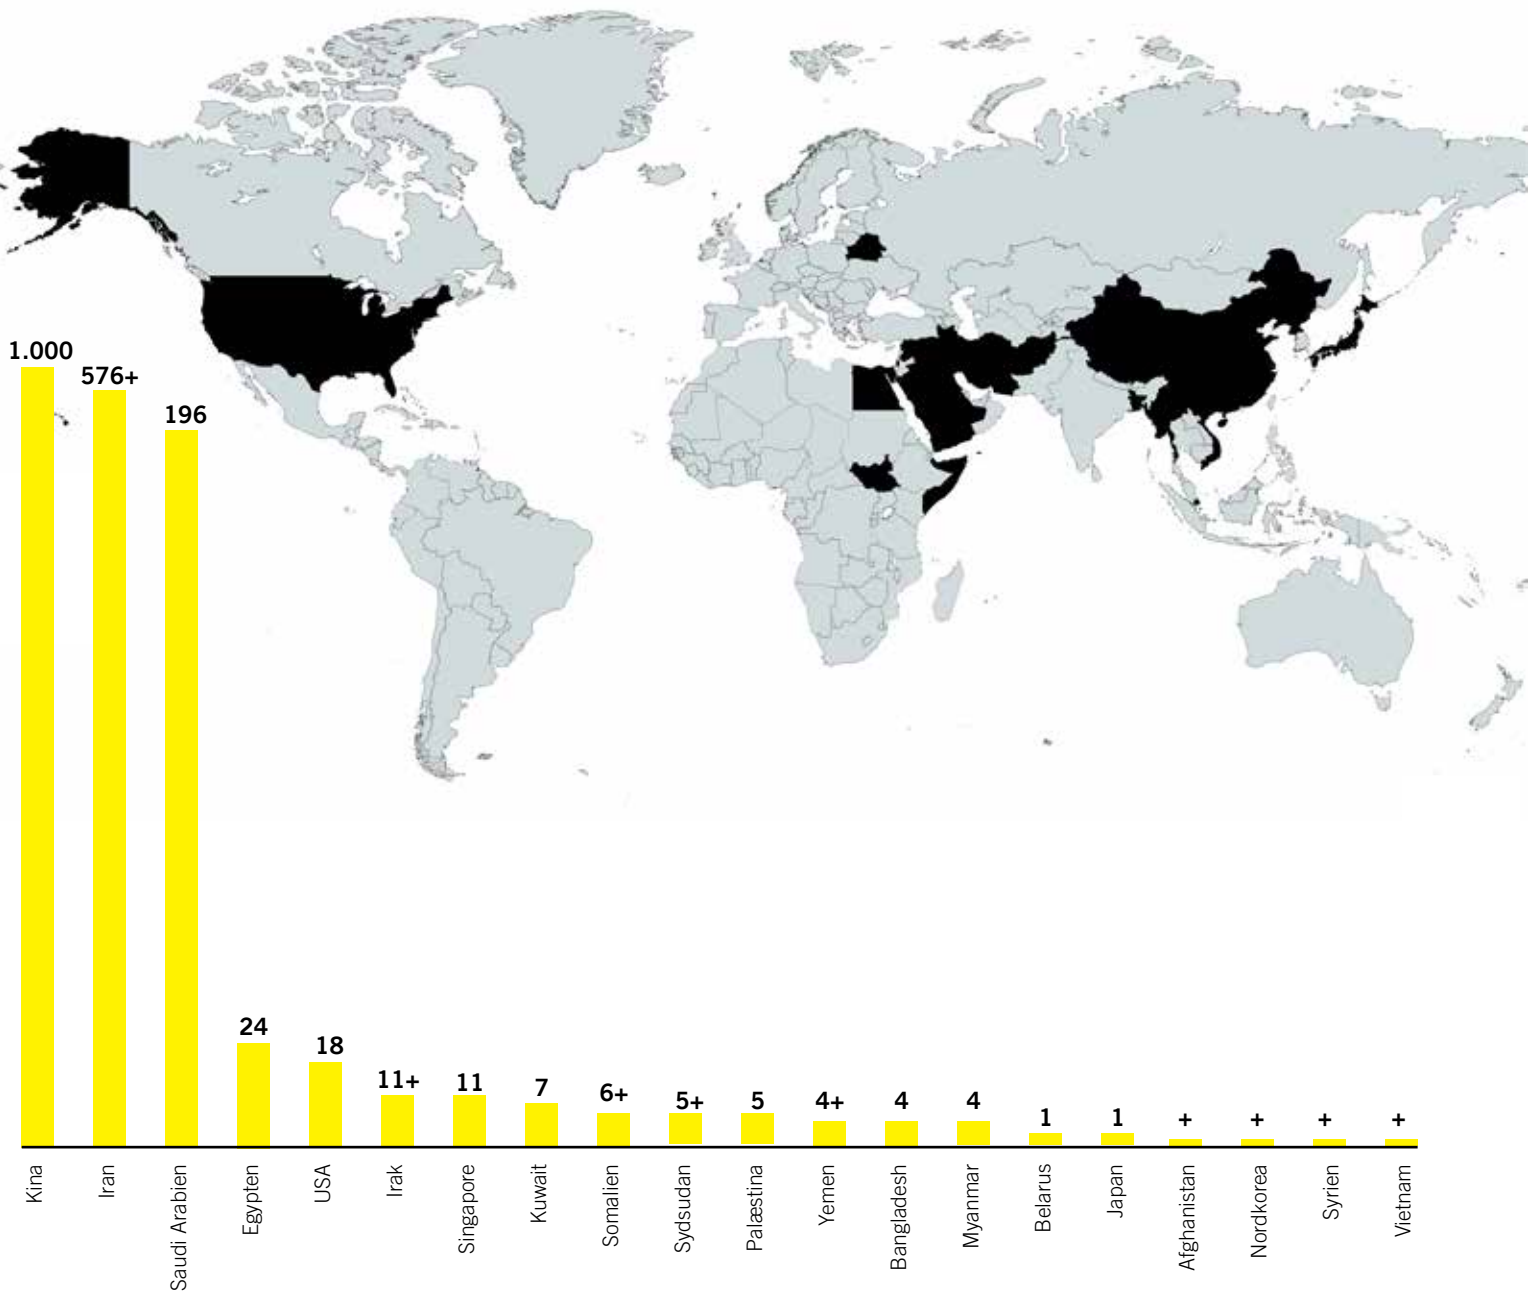 1.000
576+
196
24
18
11+
11
7
6+
5+
5
4+
4
4
1
1
+
+
+
+
Kina
Iran
Saudi Arabien
Egypten
USA
Irak
Singapore
Kuwait
Somalien
Sydsudan
Palæstina
Yemen
Bangladesh
Myanmar
Belarus
Japan
Afghanistan
Nordkorea
Syrien
Vietnam